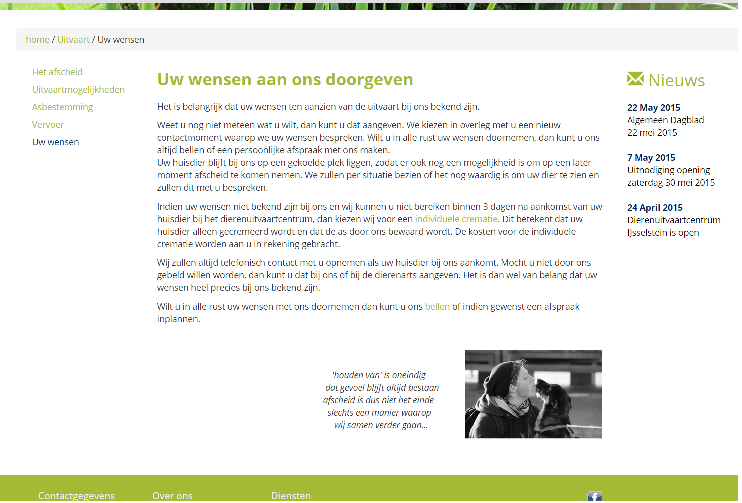 home / Uitvaart / Uw wensen
Het afscheid
Uitvaartmogelijkheden
Asbestemming
Vervoer
Uw wensen
Uw wensen aan ons doorgeven
Het is belangrijk dat uw wensen ten aanzien van de uitvaart bij ons bekend zijn.
Weet u nog niet meteen wat u wilt, dan kunt u dat aangeven. We kiezen in overleg met u een nieuw
contactmoment waarop we uw wensen bespreken. Wilt u in alle rust uw wensen doornemen, dan kunt u ons
altijd bellen of een persoonlijke afspraak met ons maken.
Uw huisdier blijft bij ons op een gekoelde plek liggen, zodat er ook nog een mogelijkheid is om op een later
moment afscheid te komen nemen. We zullen per situatie bezien of het nog waardig is om uw dier te zien en
zullen dit met u bespreken.
Indien uw wensen niet bekend zijn bij ons en wij kunnen u niet bereiken binnen 3 dagen na aankomst van uw
huisdier bij het dierenuitvaartcentrum, dan kiezen wij voor een individuele crematie. Dit betekent dat uw
huisdier alleen gecremeerd wordt en dat de as door ons bewaard wordt. De kosten voor de individuele
crematie worden aan u in rekening gebracht.
Wij zullen altijd telefonisch contact met u opnemen als uw huisdier bij ons aankomt. Mocht u niet door ons
gebeld willen worden, dan kunt u dat bij ons of bij de dierenarts aangeven. Het is dan wel van belang dat uw
wensen heel precies bij ons bekend zijn.
Wilt u in alle rust uw wensen met ons doornemen dan kunt u ons bellen of indien gewenst een afspraak
inplannen.
'houden van' is oneindig
dat gevoel blijft altijd bestaan
afscheid is dus niet het einde
slechts een manier waarop
wij samen verder gaan...
Nieuws
22 May 2015
Algemeen Dagblad
22 mei 2015
7 May 2015
Uitnodiging opening
zaterdag 30 mei 2015
24 April 2015
Dierenuitvaartcentrum
IJsselstein is open
Contactgegevens
Over ons
Diensten
f